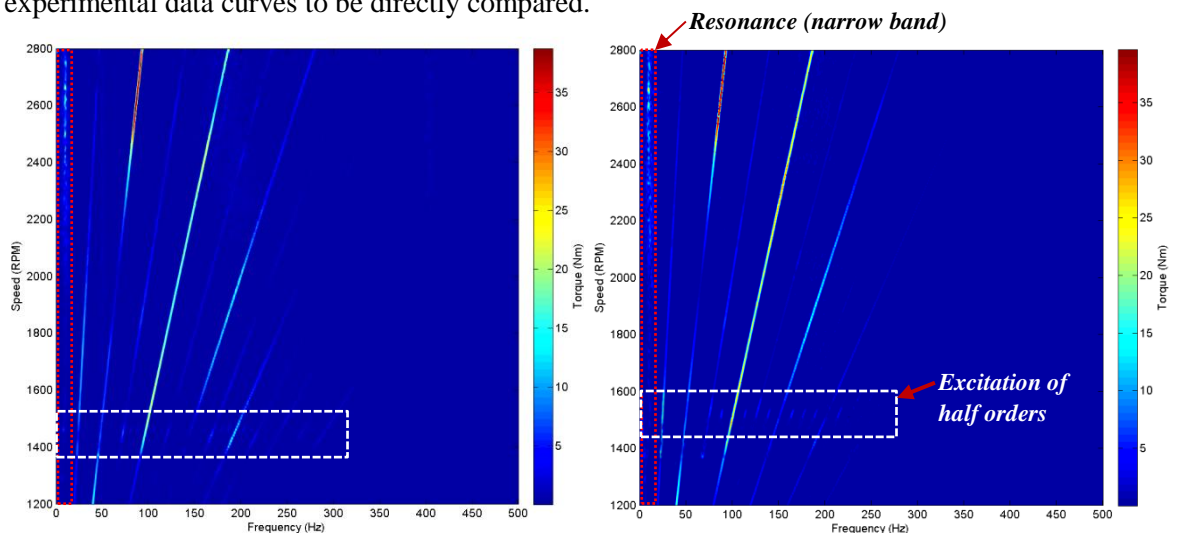 experimental data curves to be directly compared.
Resonance (narrow band)
2800
2600
2400
2200
2000
1800
1600
1400
1200
Speed (RPM)
0 50 100 150 200 250 300 350 400 450 500
Frequency (Hz)
35
30
25
20
15
10
5
Torque (Nm)
2800
2600
2400
2200
2000
1800
1600
1400
1200
Speed (RPM)
0 50 100 150 200 250 300 350 400 450 500
Frequency (Hz)
35
30
25
20
15
10
5
Torque (Nm)
Excitation of
half orders